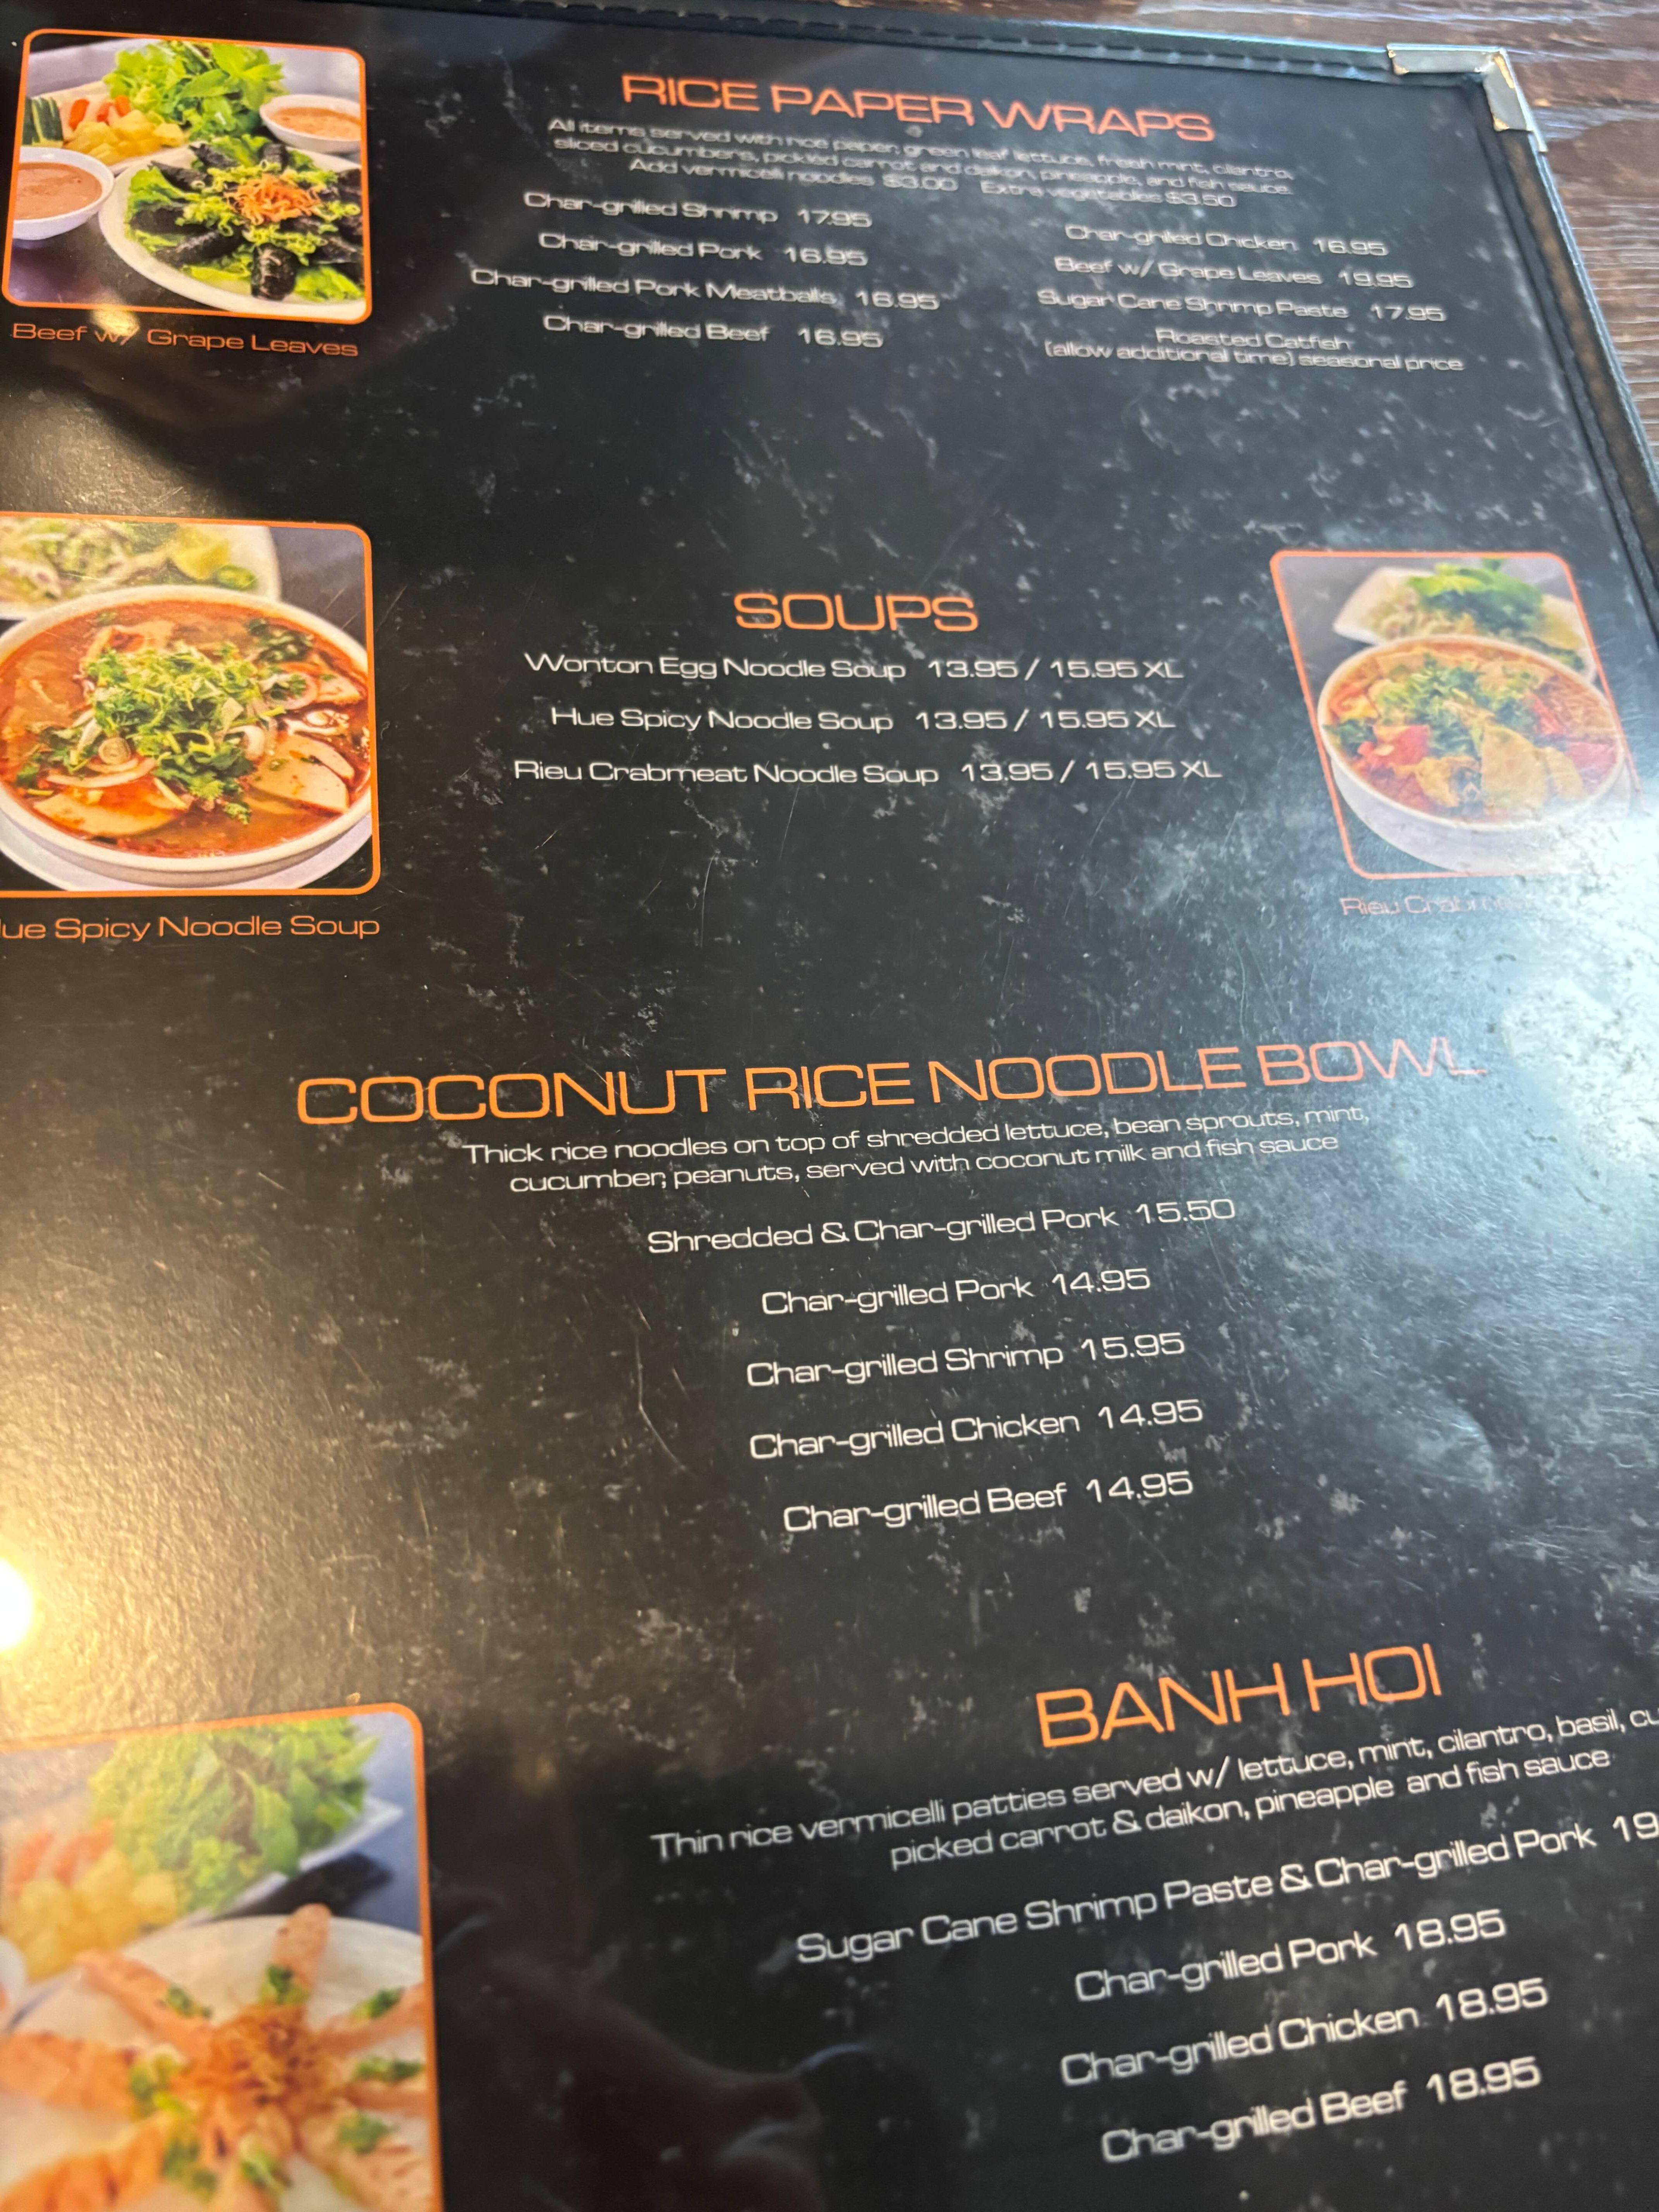 RICE PAPER WRAPS
All items served with rice paper, green leaf lettuce, fresh mint, cilantro,
sliced cucumbers, pickled carrot and daikon, pineapple, and fish sauce.
Add vermicelli noodles $3.00 Extra vegetables $3.50
Char-grilled Shrimp 17.95
Char-grilled Pork 16.95
Char-grilled Pork Meatballs 16.95
Char-grilled Beef 16.95
Char-grilled Chicken 16.95
Beef w/ Grape Leaves 19.95
Sugar Cane Shrimp Paste 17.95
Roasted Catfish
(allow additional time) seasonal price
Beef w/ Grape Leaves
SOUPS
Wonton Egg Noodle Soup 13.95 / 15.95 XL
Hue Spicy Noodle Soup 13.95 / 15.95 XL
Rieu Crabmeat Noodle Soup 13.95 / 15.95 XL
ue Spicy Noodle Soup
Rieu
COCONUT RICE NOODLE BOWL
Thick rice noodles on top of shredded lettuce, bean sprouts, mint,
cucumber, peanuts, served with coconut milk and fish sauce
Shredded & Char-grilled Pork 15.50
Char-grilled Pork 14.95
Char-grilled Shrimp 15.95
Char-grilled Chicken 14.95
Char-grilled Beef 14.95
BANH HOI
Thin rice vermicelli patties served w/ lettuce, mint, cilantro, basil, cu
picked carrot & daikon, pineapple and fish sauce
Sugar Cane Shrimp Paste & Char-grilled Pork 19
Char-grilled Pork 18.95
Char-grilled Chicken 18.95
Char-grilled Beef 18.95